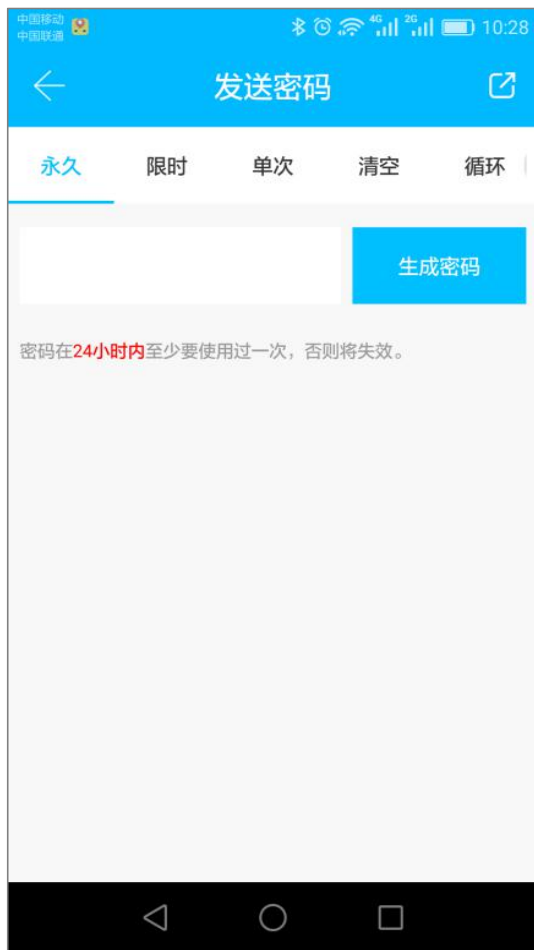 中国移动
中国联通
4G 2G 10:28
发送密码
永久 限时 单次 清空 循环
生成密码
密码在24小时内至少要使用过一次，否则将失效。